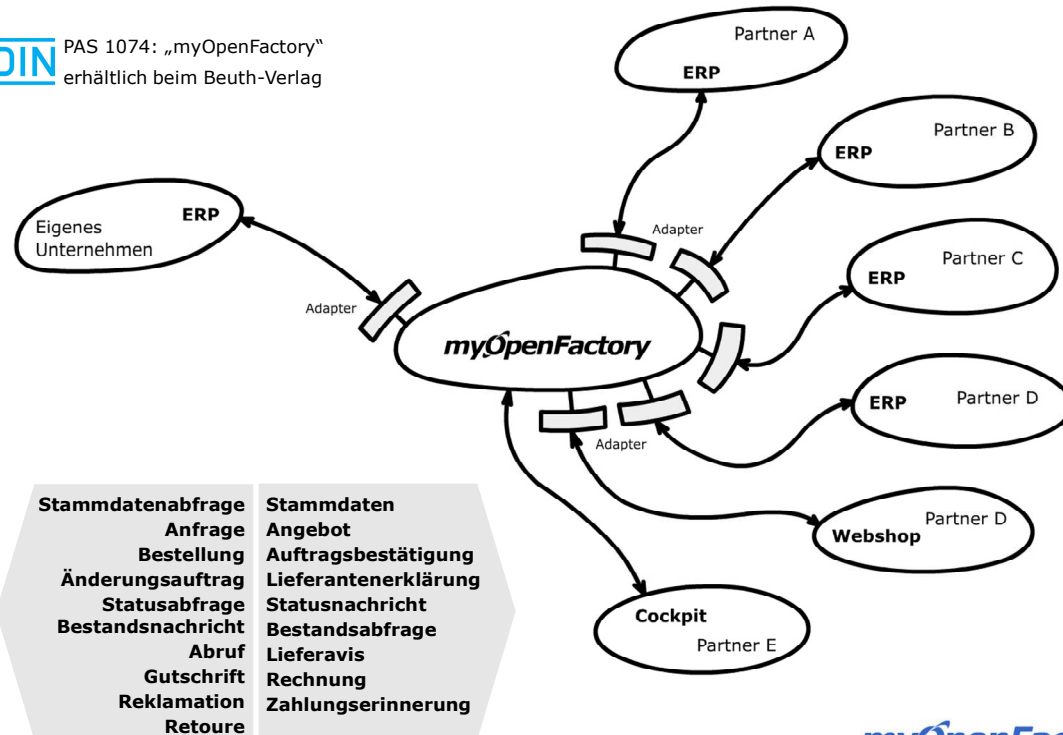 DIN
PAS 1074: „myOpenFactory“
erhältlich beim Beuth-Verlag
Partner A
ERP
Partner B
ERP
Eigenes
Unternehmen
ERP
Adapter
Adapter
Partner C
ERP
myOpenFactory
Partner D
ERP
Adapter
Partner D
Webshop
Cockpit
Partner E
Stammdatenabfrage
Anfrage
Bestellung
Änderungsauftrag
Statusabfrage
Bestandsnachricht
Abruf
Gutschrift
Reklamation
Retoure
Stammdaten
Angebot
Auftragsbestätigung
Lieferantenerklärung
Statusnachricht
Bestandsabfrage
Lieferavis
Rechnung
Zahlungserinnerung